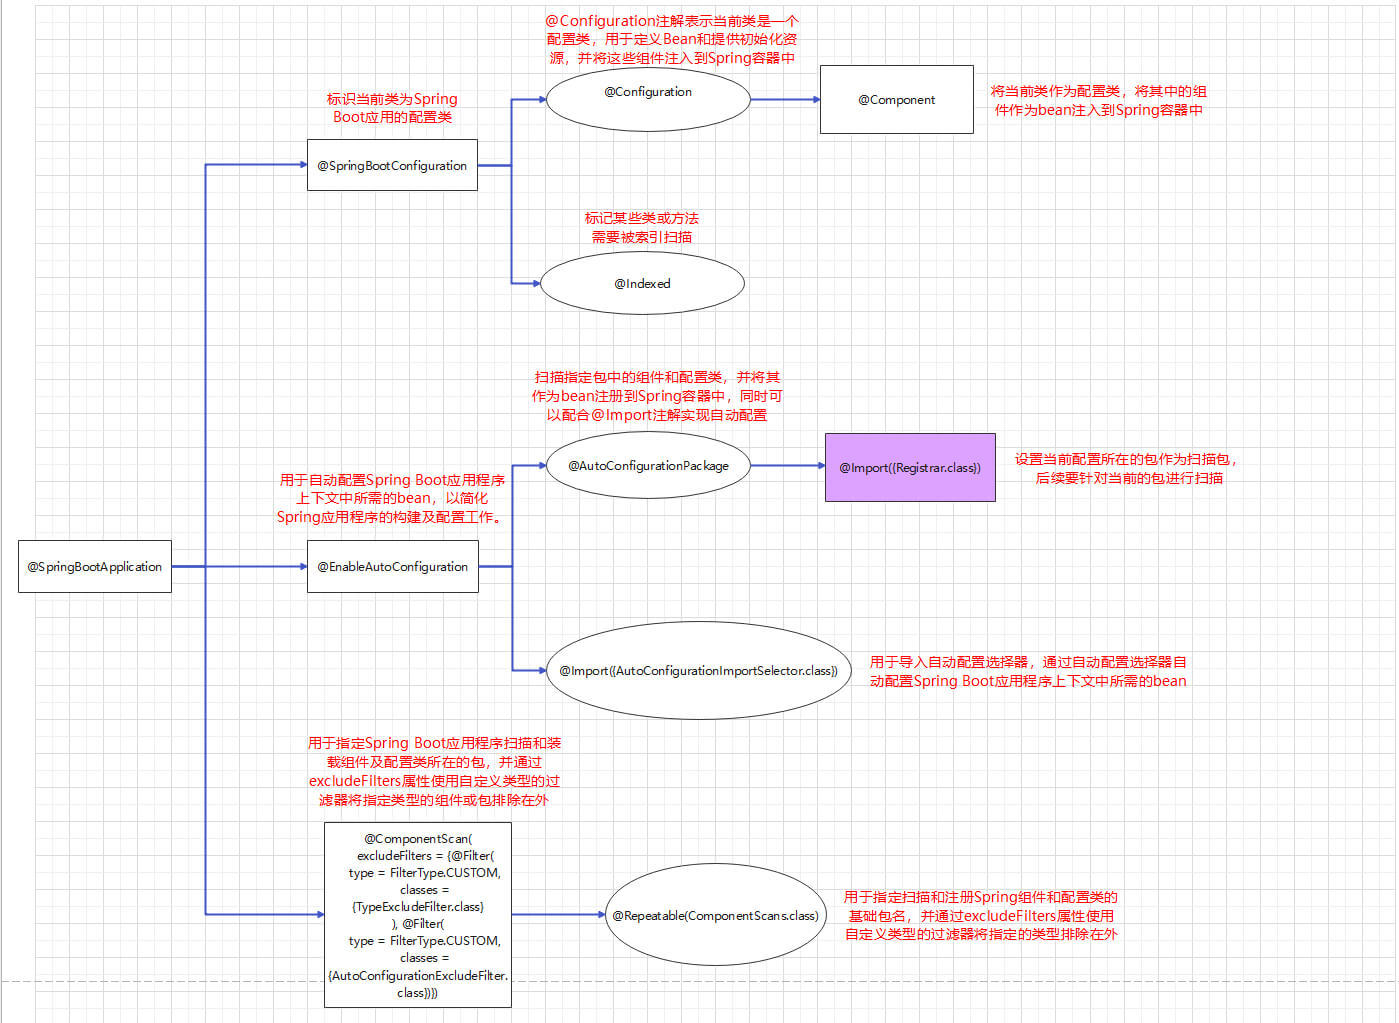 @Configuration注解表示当前类是一个
配置类，用于定义Bean和提供初始化资
源，并将这些组件注入到Spring容器中
@Configuration
@Component
将当前类作为配置类，将其中的组
件作为bean注入到Spring容器中
标识当前类为Spring
Boot应用的配置类
@SpringBootConfiguration
标记某些类或方法
需要被索引扫描
@Indexed
扫描指定包中的组件和配置类，并将其
作为bean注册到Spring容器中，同时可
以配合@Import注解实现自动配置
@AutoConfigurationPackage
@Import({Registrar.class})
设置当前配置所在的包作为扫描包，
后续要针对当前的包进行扫描
用于自动配置Spring Boot应用程序
上下文中所需的bean，以简化
Spring应用程序的构建及配置工作。
@SpringBootApplication
@EnableAutoConfiguration
@Import({AutoConfigurationImportSelector.class})
用于导入自动配置选择器，通过自动配置选择器自
动配置Spring Boot应用程序上下文中所需的bean
用于指定Spring Boot应用程序扫描和装
载组件及配置类所在的包，并通过
excludeFilters属性使用自定义类型的过
滤器将指定类型的组件或包排除在外
@ComponentScan(
excludeFilters = {@Filter(
type = FilterType.CUSTOM,
classes =
{TypeExcludeFilter.class}
), @Filter(
type = FilterType.CUSTOM,
classes =
{AutoConfigurationExcludeFilter.
class})})
@Repeatable(ComponentScans.class)
用于指定扫描和注册Spring组件和配置类的
基础包名，并通过excludeFilters属性使用
自定义类型的过滤器将指定的类型排除在外